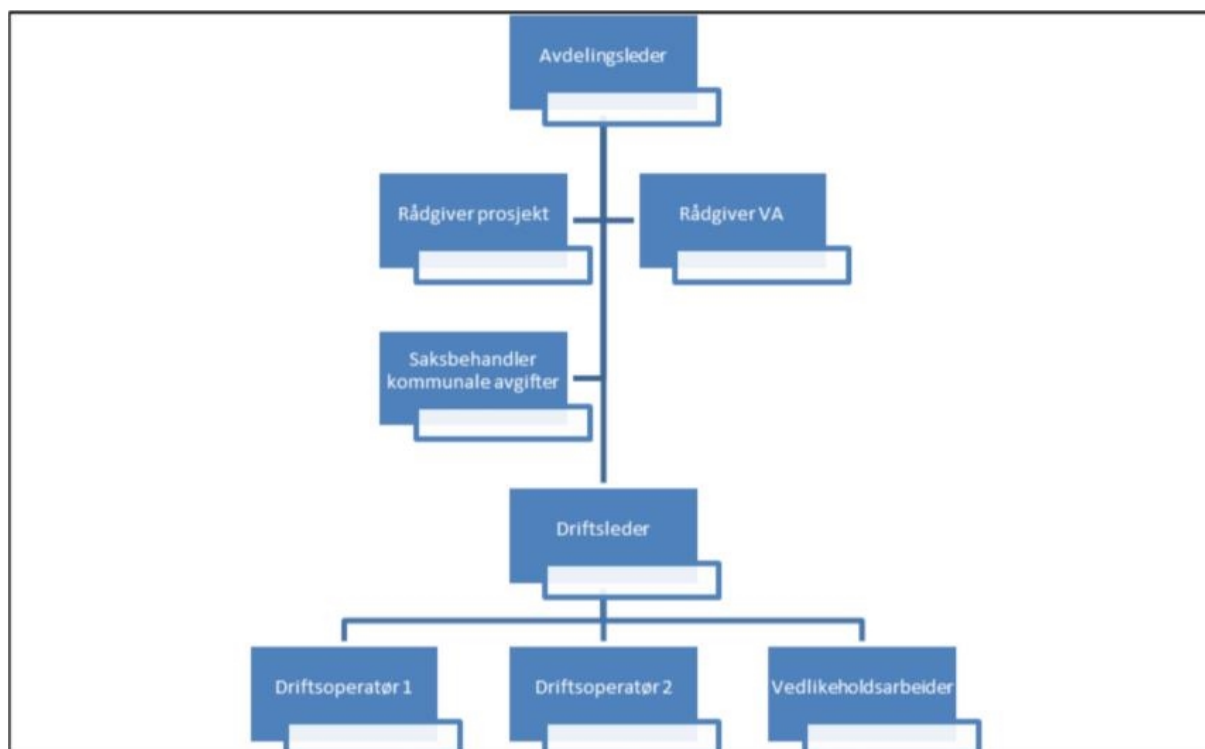 Avdelingsleder
Rådgiver prosjekt
Rådgiver VA
Saksbehandler
kommunale avgifter
Driftsleder
Driftsoperatør 1
Driftsoperatør 2
Vedlikeholdsarbeider